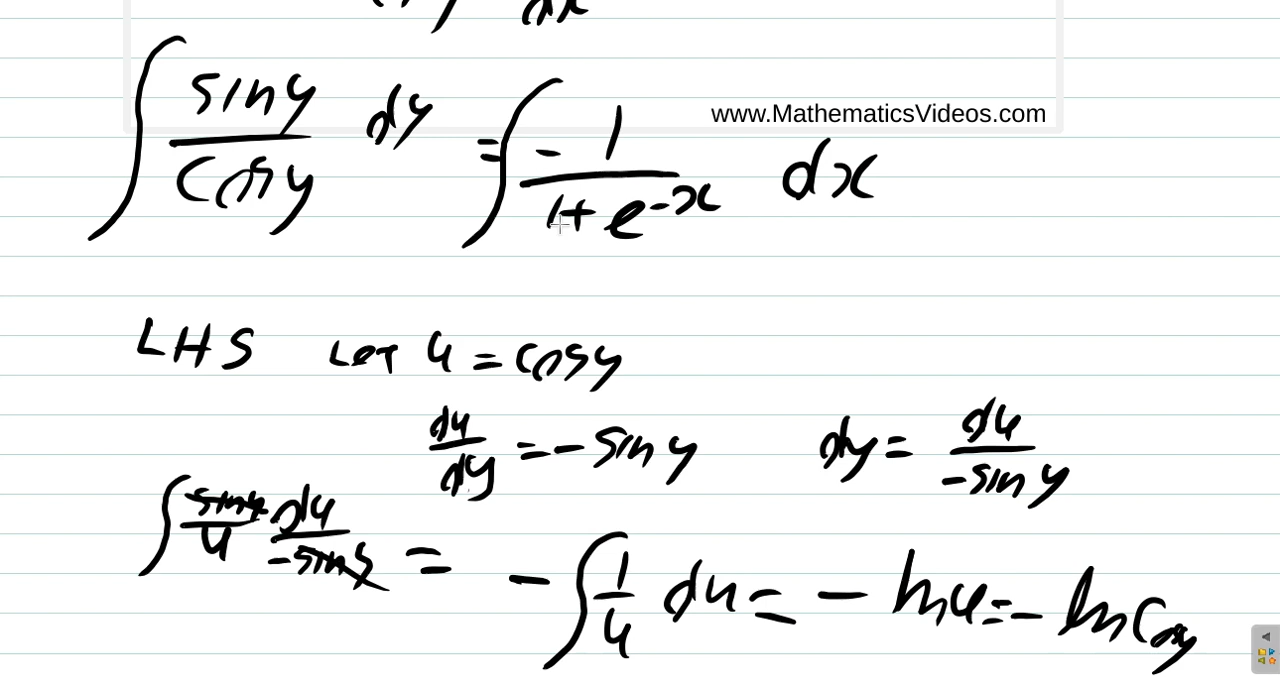 dx
∫ sin y / cos y dy = ∫ -1 / 1 + e^-x dx
www.MathematicsVideos.com
LHS LET u = cos y
du/dy = - sin y dy = du / -sin y
∫ sin y / u du / -sin y = - ∫ 1/u du = - ln u = - ln cos y